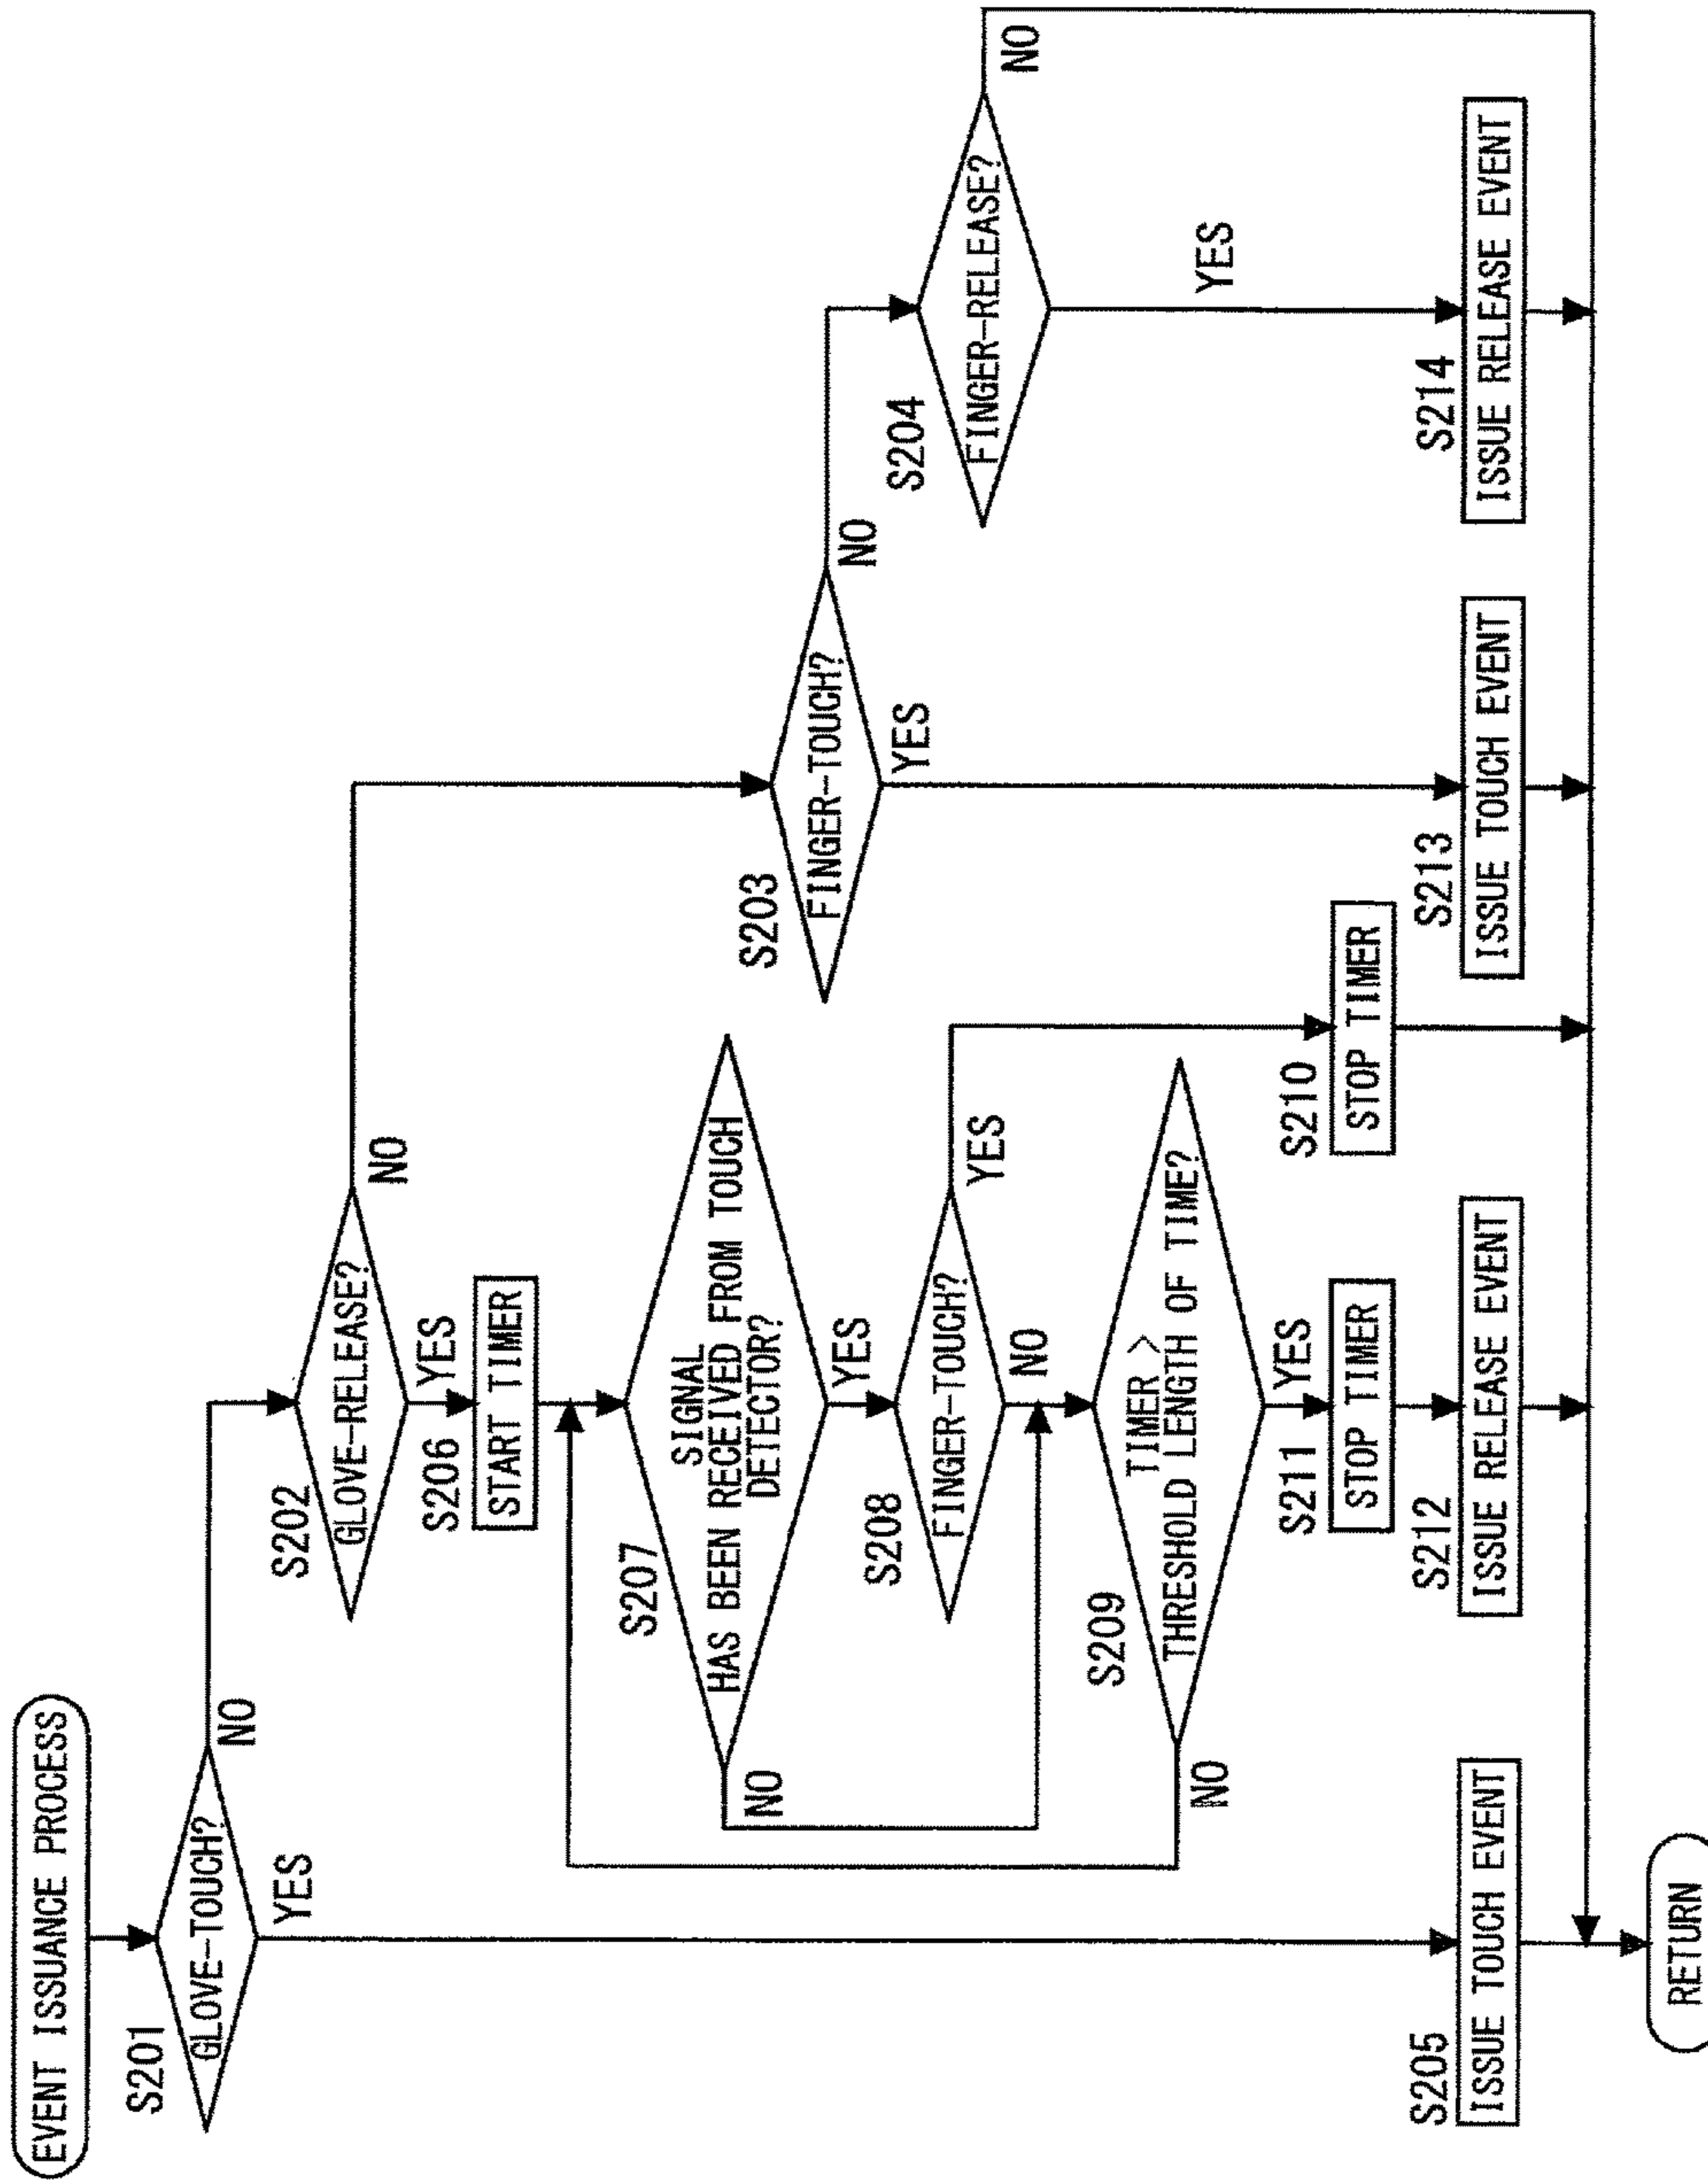 EVENT ISSUANCE PROCESS
S201
GLOVE-TOUCH?
NO
YES
S202
GLOVE-RELEASE?
NO
YES
S206
START TIMER
S207
SIGNAL
HAS BEEN RECEIVED FROM TOUCH
DETECTOR?
NO
YES
S208
FINGER-TOUCH?
YES
NO
S209
TIMER >
THRESHOLD LENGTH OF TIME?
NO
YES
S210
STOP TIMER
S211
STOP TIMER
S212
ISSUE RELEASE EVENT
S203
FINGER-TOUCH?
NO
YES
S213
ISSUE TOUCH EVENT
S204
FINGER-RELEASE?
NO
YES
S214
ISSUE RELEASE EVENT
S205
ISSUE TOUCH EVENT
RETURN